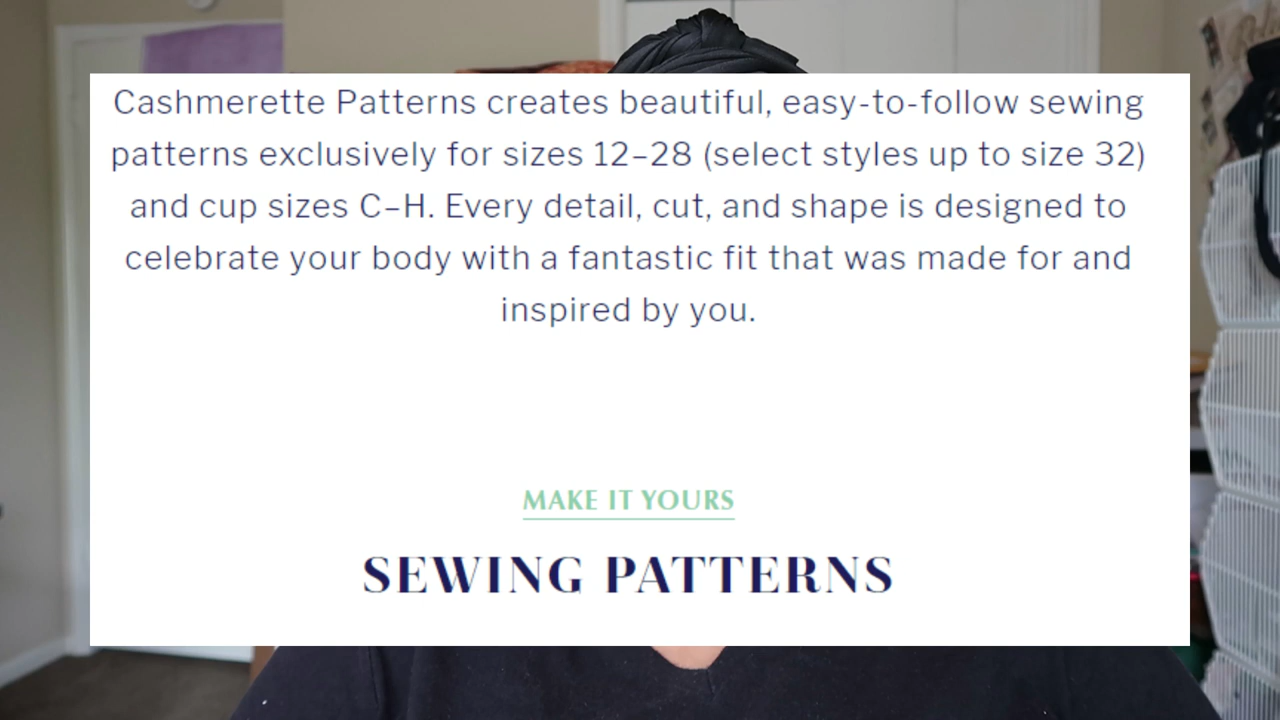 Cashmerette Patterns creates beautiful, easy-to-follow sewing
patterns exclusively for sizes 12–28 (select styles up to size 32)
and cup sizes C–H. Every detail, cut, and shape is designed to
celebrate your body with a fantastic fit that was made for and
inspired by you.
MAKE IT YOURS
SEWING PATTERNS